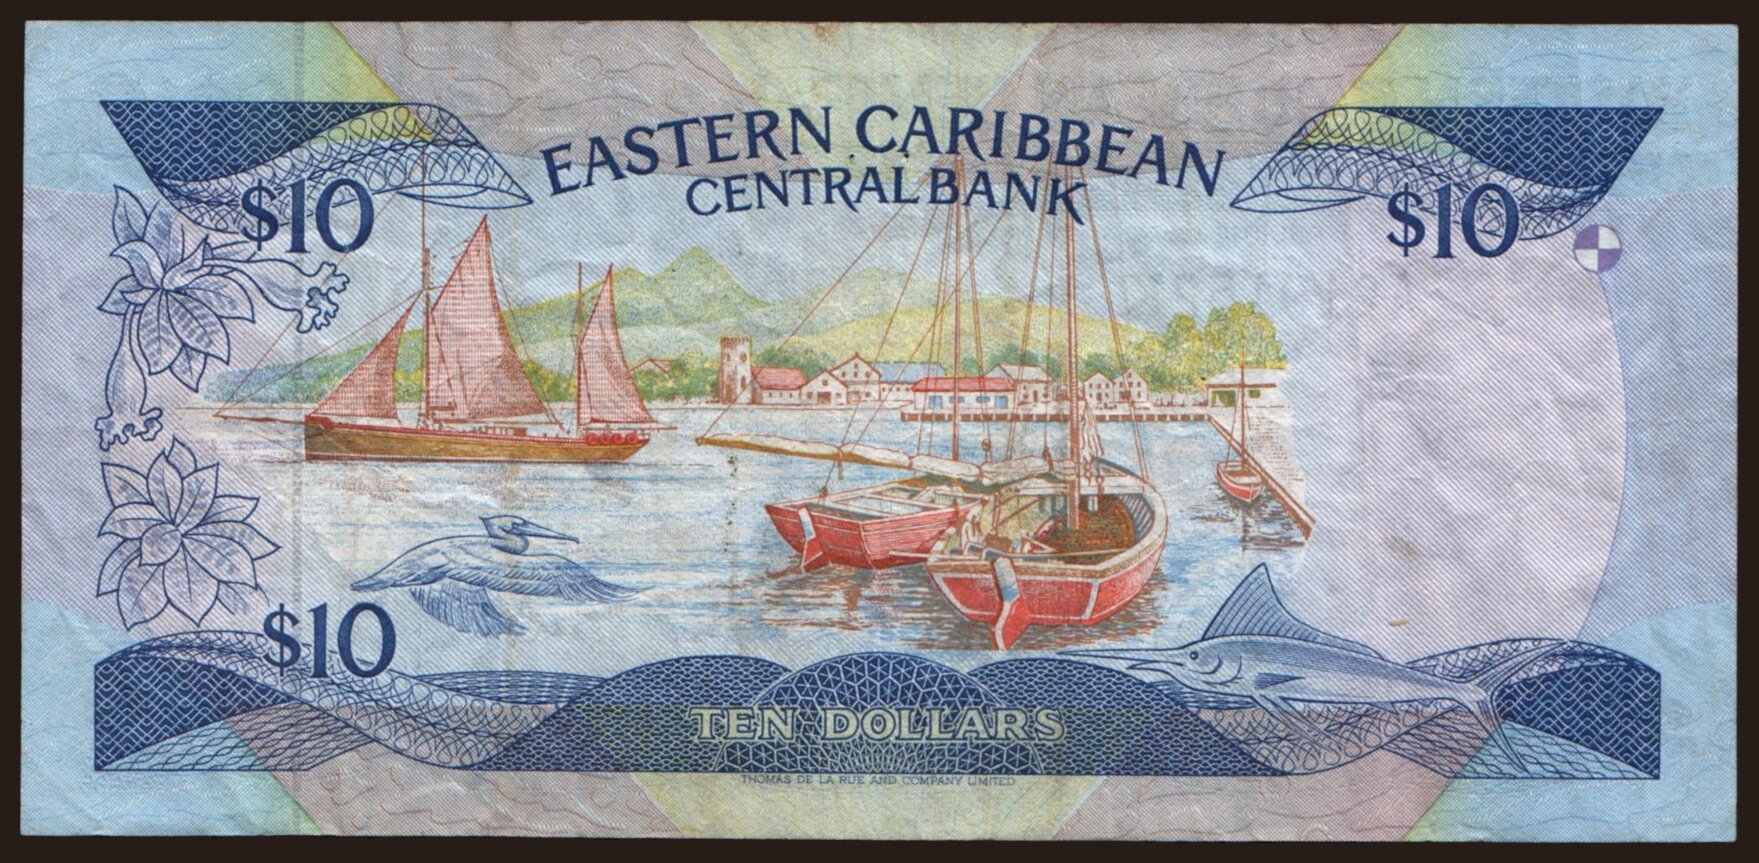 EASTERN CARIBBEAN
CENTRAL BANK
$10
$10
$10
TEN DOLLARS
THOMAS DE LA RUE AND COMPANY LIMITED